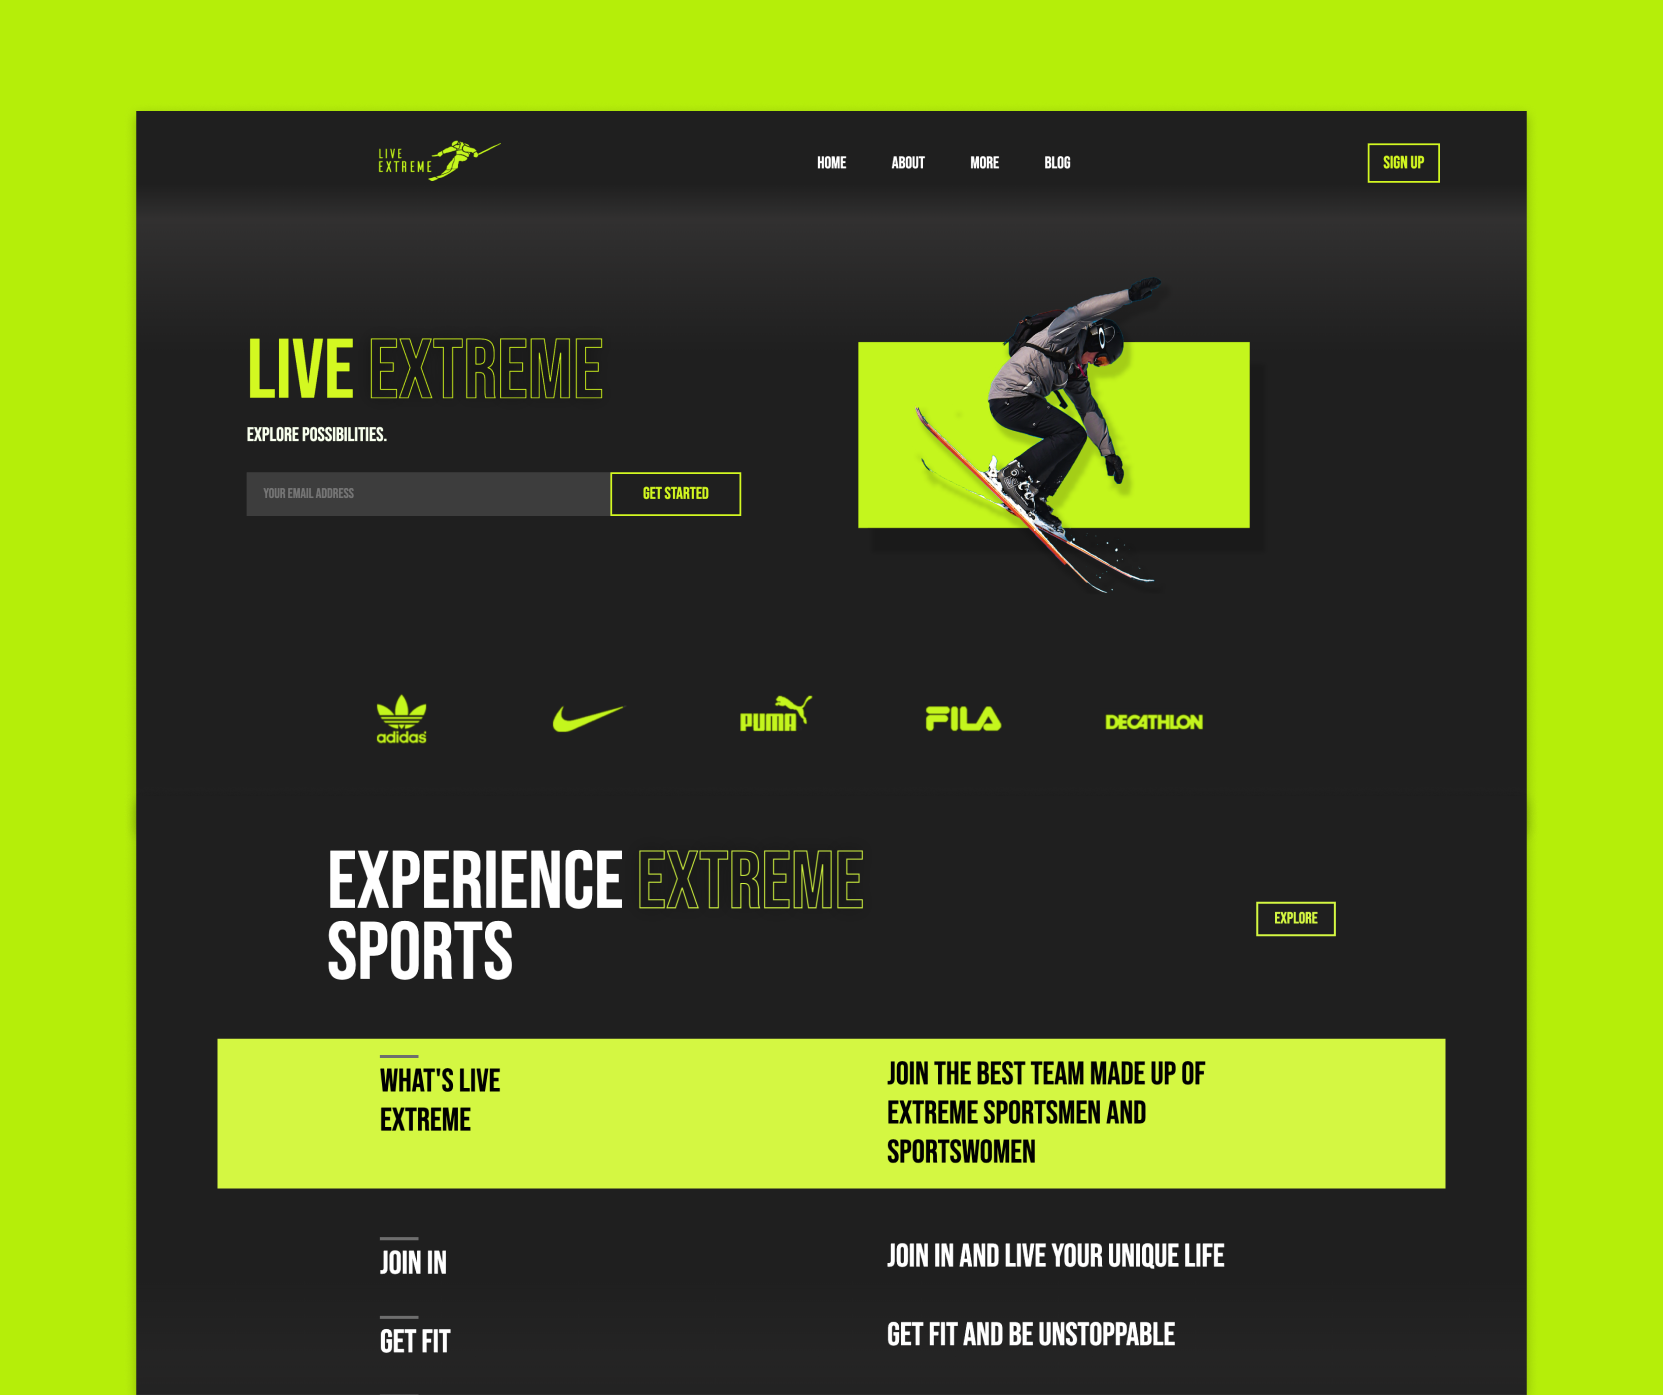 LIVE
EXTREME
HOME ABOUT MORE BLOG
SIGN UP
LIVE EXTREME
EXPLORE POSSIBILITIES.
YOUR EMAIL ADDRESS
GET STARTED
adidas
PUMA
FILA
DECATHLON
EXPERIENCE EXTREME
SPORTS
EXPLORE
WHAT'S LIVE
EXTREME
JOIN THE BEST TEAM MADE UP OF
EXTREME SPORTSMEN AND
SPORTSWOMEN
JOIN IN
JOIN IN AND LIVE YOUR UNIQUE LIFE
GET FIT
GET FIT AND BE UNSTOPPABLE